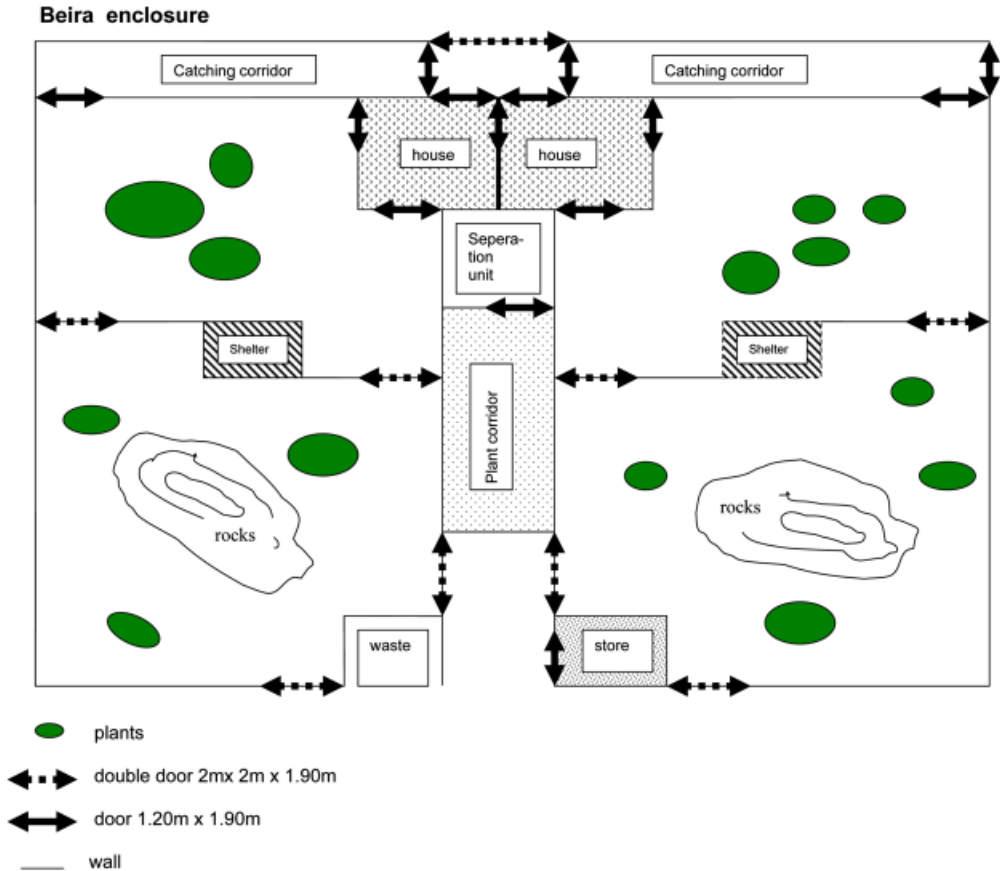 Beira enclosure
Catching corridor
Catching corridor
house
house
Sepera-
tion
unit
Shelter
Shelter
Plant corridor
rocks
rocks
waste
store
plants
double door 2mx 2m x 1.90m
door 1.20m x 1.90m
wall